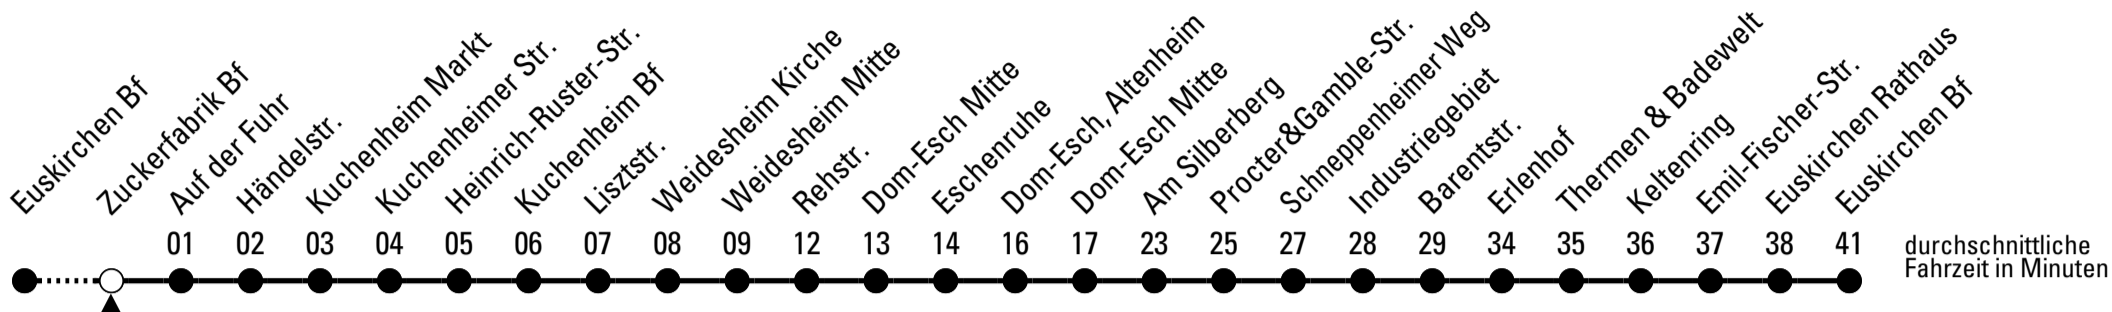 Euskirchen Bf
Zuckerfabrik Bf
Auf der Fuhr
Händelstr.
Kuchenheim Markt
Kuchenheimer Str.
Heinrich-Ruster-Str.
Kuchenheim Bf
Lisztstr.
Weidesheim Kirche
Weidesheim Mitte
Rehstr.
Dom-Esch Mitte
Eschenruhe
Dom-Esch, Altenheim
Dom-Esch Mitte
Am Silberberg
Procter&Gamble-Str.
Schneppenheimer Weg
Industriegebiet
Barentstr.
Erlenhof
Thermen & Badewelt
Keltenring
Emil-Fischer-Str.
Euskirchen Rathaus
Euskirchen Bf
01 02 03 04 05 06 07 08 09 12 13 14 16 17 23 25 27 28 29 34 35 36 37 38 41
durchschnittliche
Fahrzeit in Minuten